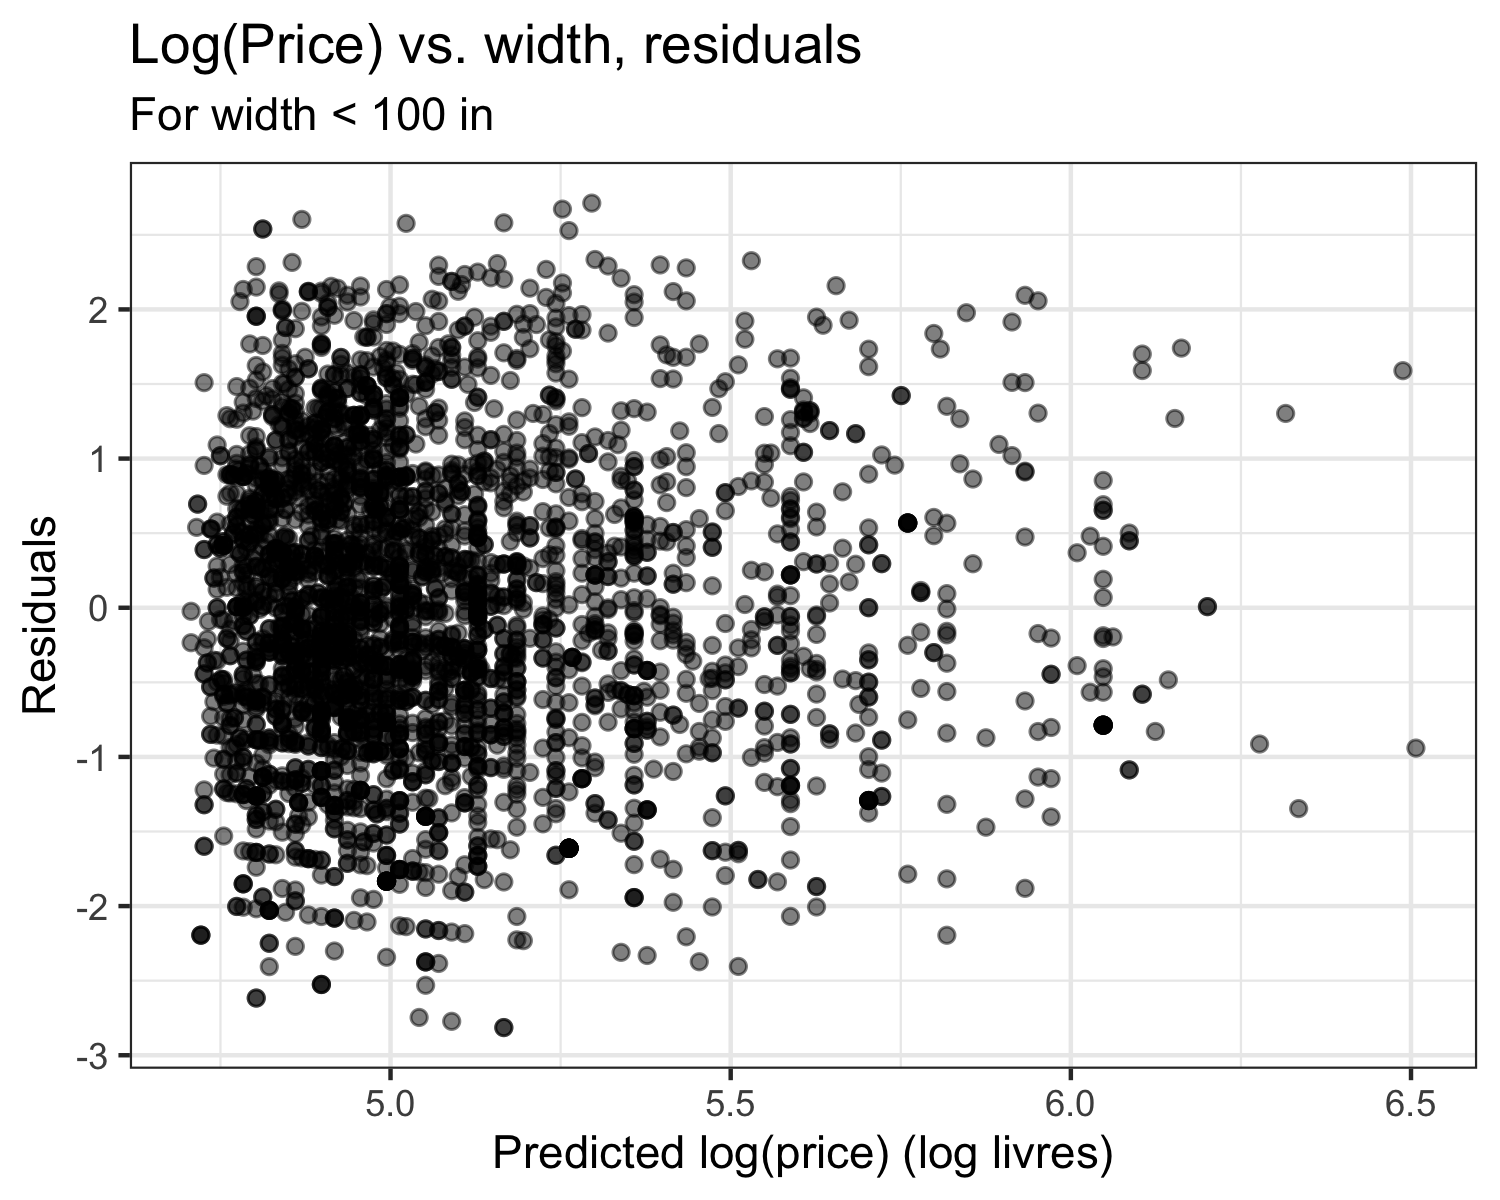 Log(Price) vs. width, residuals
For width < 100 in
Residuals
2
1
0
-1
-2
-3
5.0
5.5
6.0
6.5
Predicted log(price) (log livres)